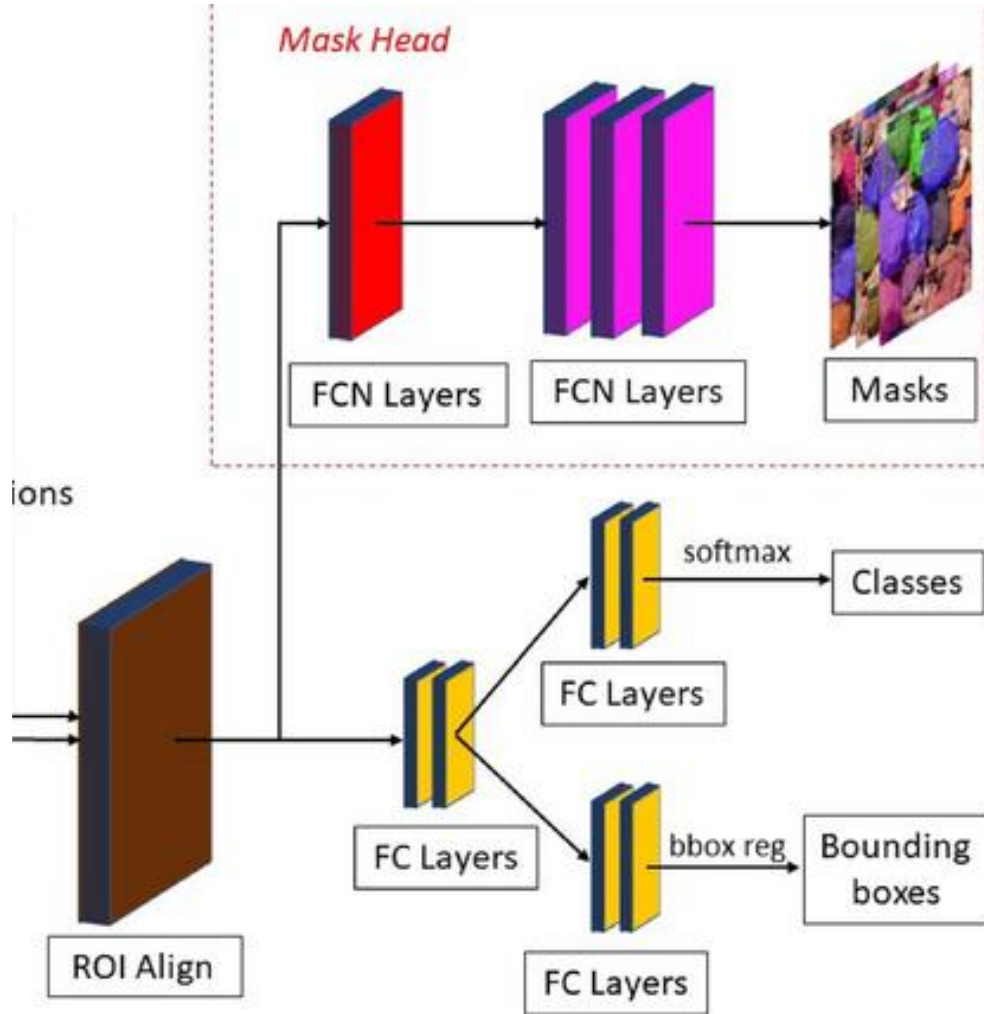 Mask Head
FCN Layers
FCN Layers
Masks
ions
softmax
Classes
FC Layers
FC Layers
bbox reg
Bounding
boxes
ROI Align
FC Layers